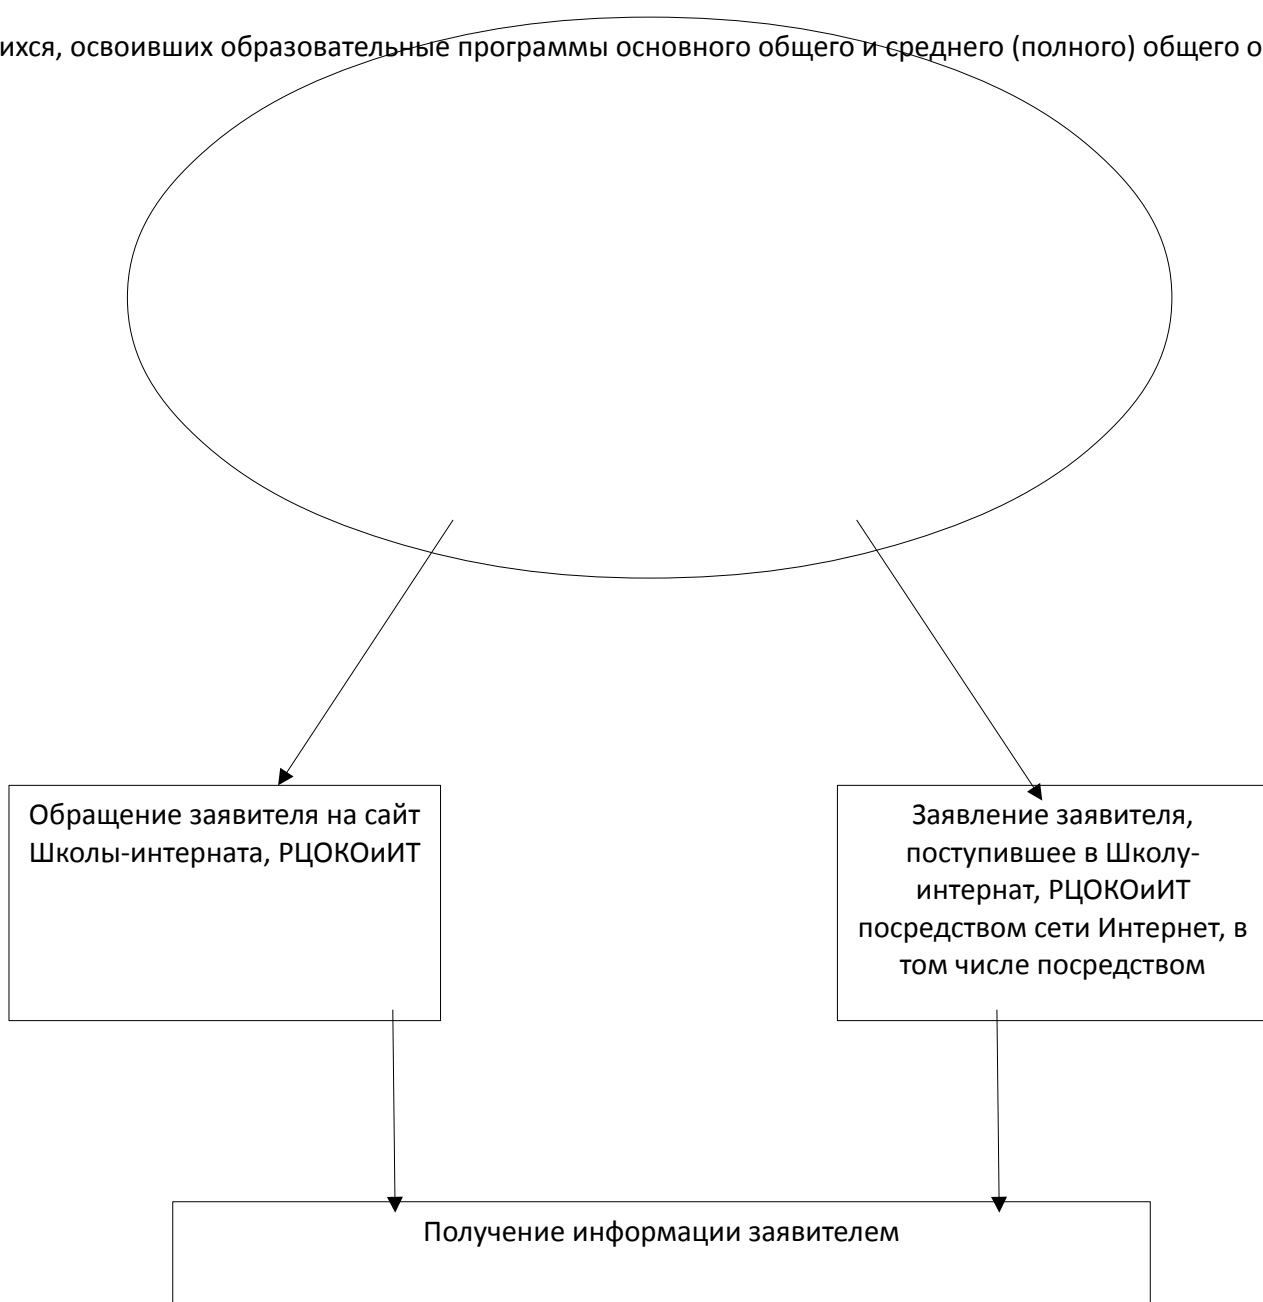 ихся, освоивших образовательные программы основного общего и среднего (полного) общего о
Обращение заявителя на сайт
Школы-интерната, РЦОКОиИТ
Заявление заявителя,
поступившее в Школу-
интернат, РЦОКОиИТ
посредством сети Интернет, в
том числе посредством
Получение информации заявителем